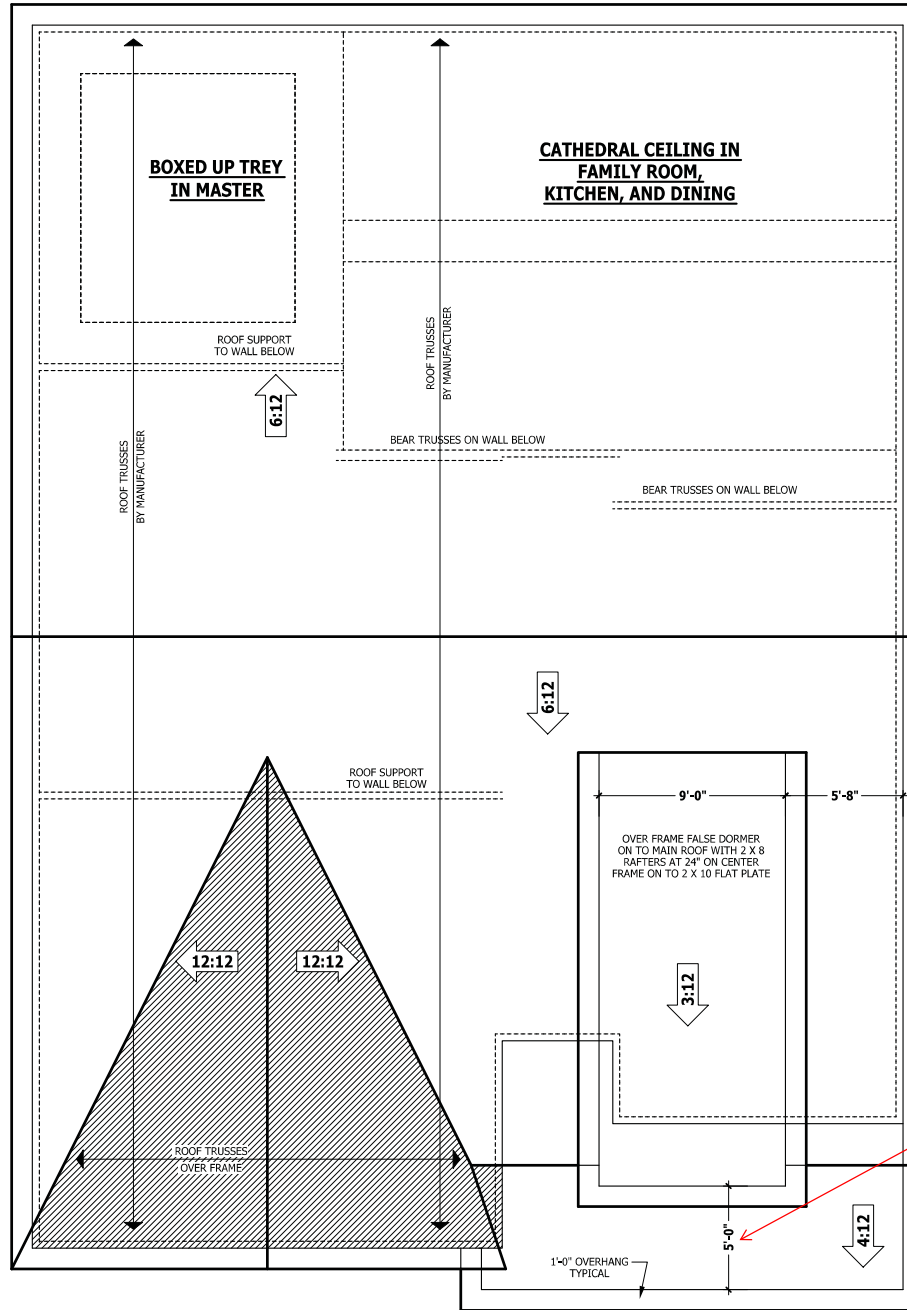 BOXED UP TREY
IN MASTER
CATHEDRAL CEILING IN
FAMILY ROOM,
KITCHEN, AND DINING
ROOF SUPPORT
TO WALL BELOW
ROOF TRUSSES
BY MANUFACTURER
6:12
BEAR TRUSSES ON WALL BELOW
ROOF TRUSSES
BY MANUFACTURER
BEAR TRUSSES ON WALL BELOW
6:12
ROOF SUPPORT
TO WALL BELOW
9'-0"
5'-8"
OVER FRAME FALSE DORMER
ON TO MAIN ROOF WITH 2 X 8
RAFTERS AT 24" ON CENTER
FRAME ON TO 2 X 10 FLAT PLATE
12:12
12:12
3:12
ROOF TRUSSES
OVER FRAME
5'-0"
4:12
1'-0" OVERHANG
TYPICAL